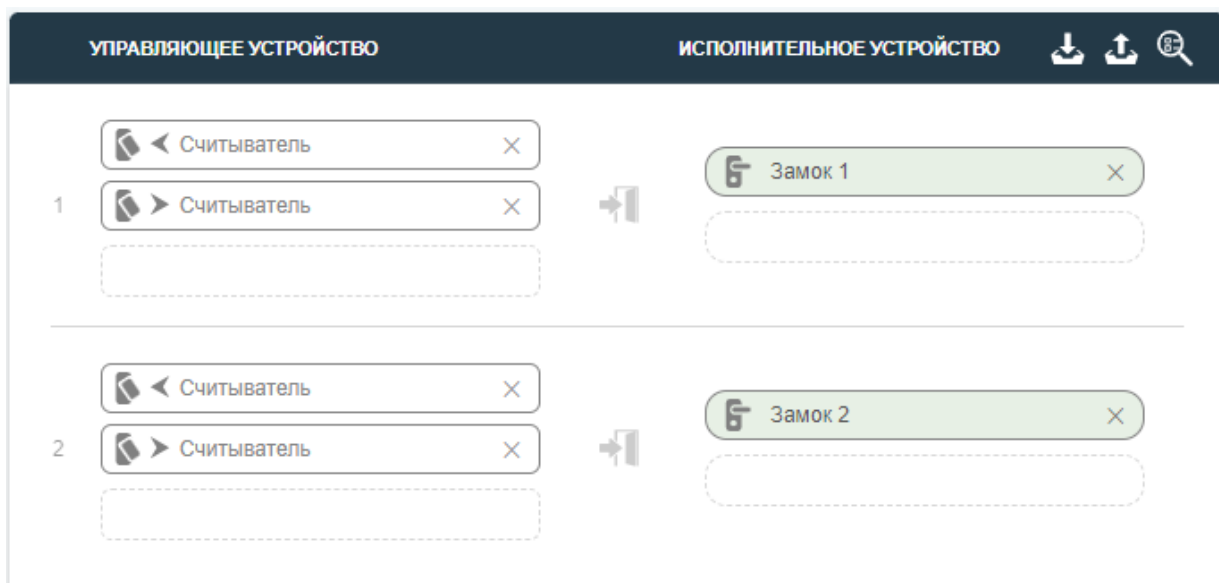 УПРАВЛЯЮЩЕЕ УСТРОЙСТВО ИСПОЛНИТЕЛЬНОЕ УСТРОЙСТВО
1
Считыватель
Считыватель
Замок 1
2
Считыватель
Считыватель
Замок 2